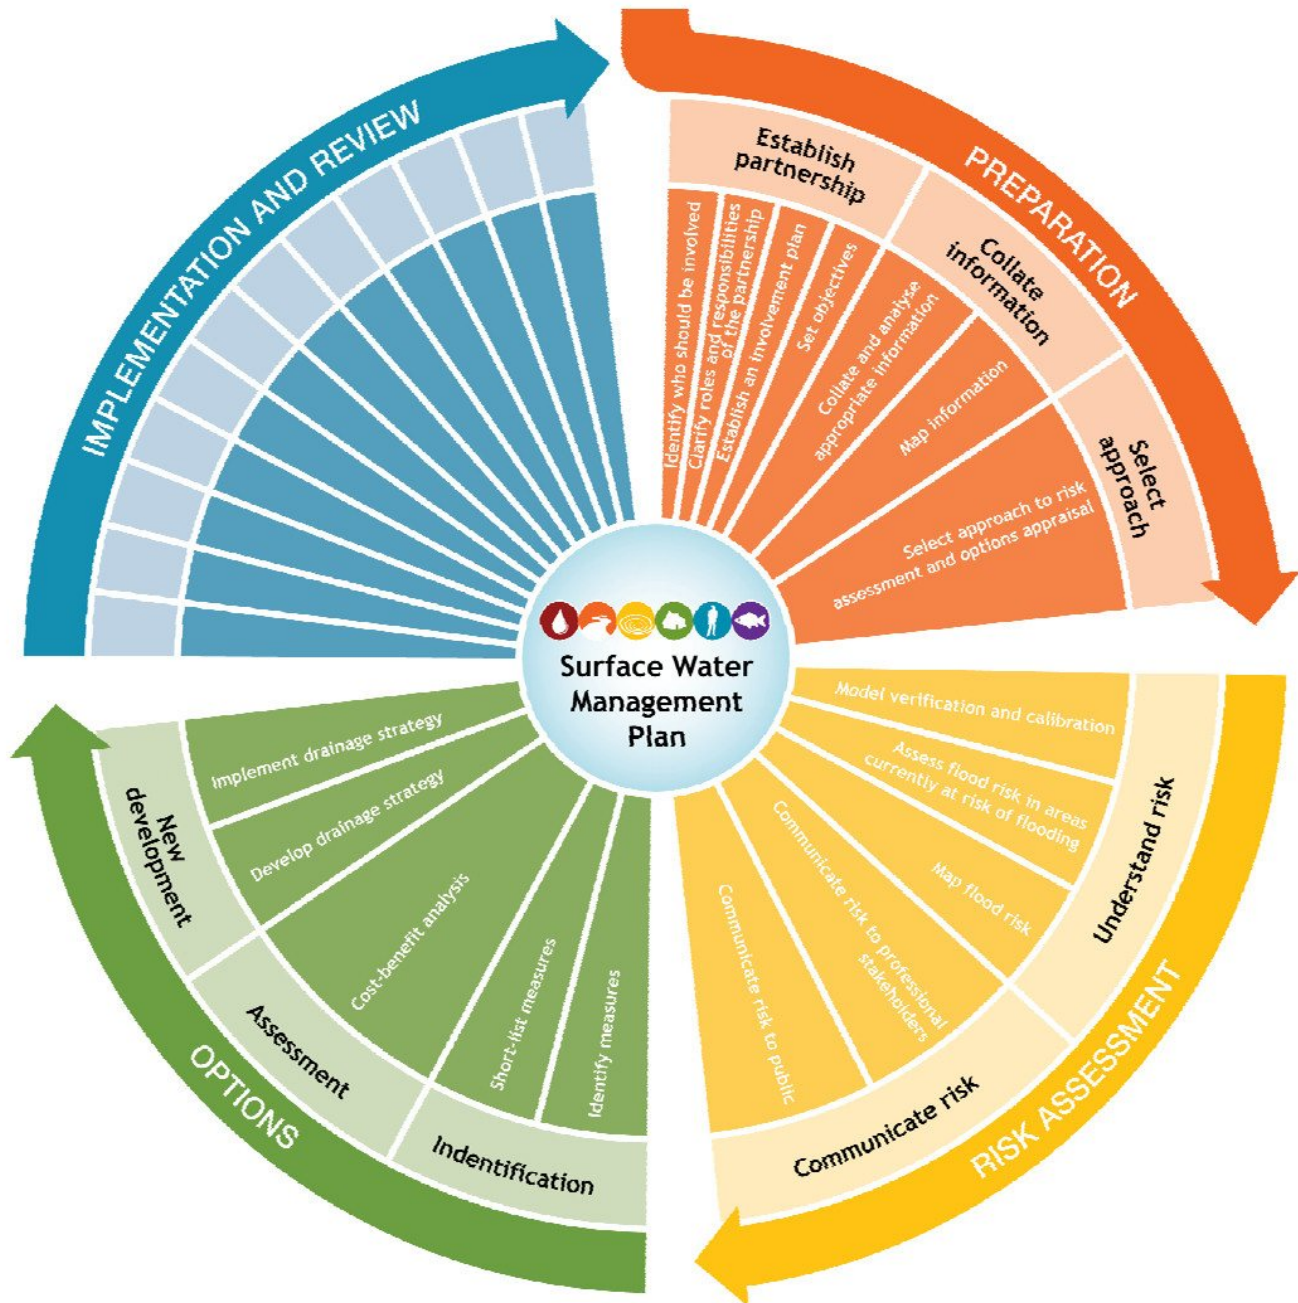 IMPLEMENTATION AND REVIEW
PREPARATION
Establish
partnership
Collate
information
Select
approach
Identify who should be involved
Clarify roles and responsibilities
of the partnership
Establish an involvement plan
Set objectives
Collate and analyse
appropriate information
Map information
Select approach to risk
assessment and options appraisal
Surface Water
Management
Plan
RISK ASSESSMENT
Understand risk
Communicate risk
Model verification and calibration
Assess flood risk in areas
currently at risk of flooding
Map flood risk
Communicate risk to professional
stakeholders
Communicate risk to public
OPTIONS
Indentification
Assessment
New
development
Identify measures
Short-list measures
Cost-benefit analysis
Develop drainage strategy
Implement drainage strategy